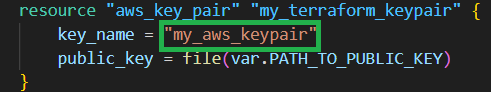 resource "aws_key_pair" "my_terraform_keypair" {
key_name = "my_aws_keypair"
public_key = file(var.PATH_TO_PUBLIC_KEY)
}